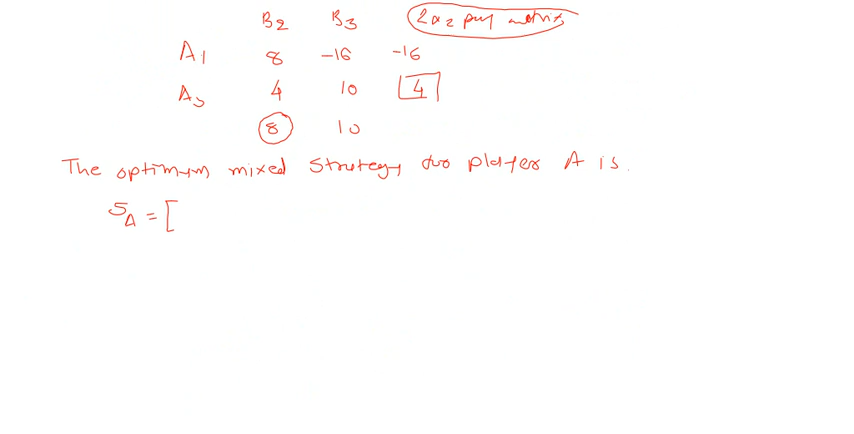 B2 B3 2x2 pay matrix
A1 8 -16 -16
A3 4 10 4
8 10
The optimum mixed strategy for player A is.
SA = [